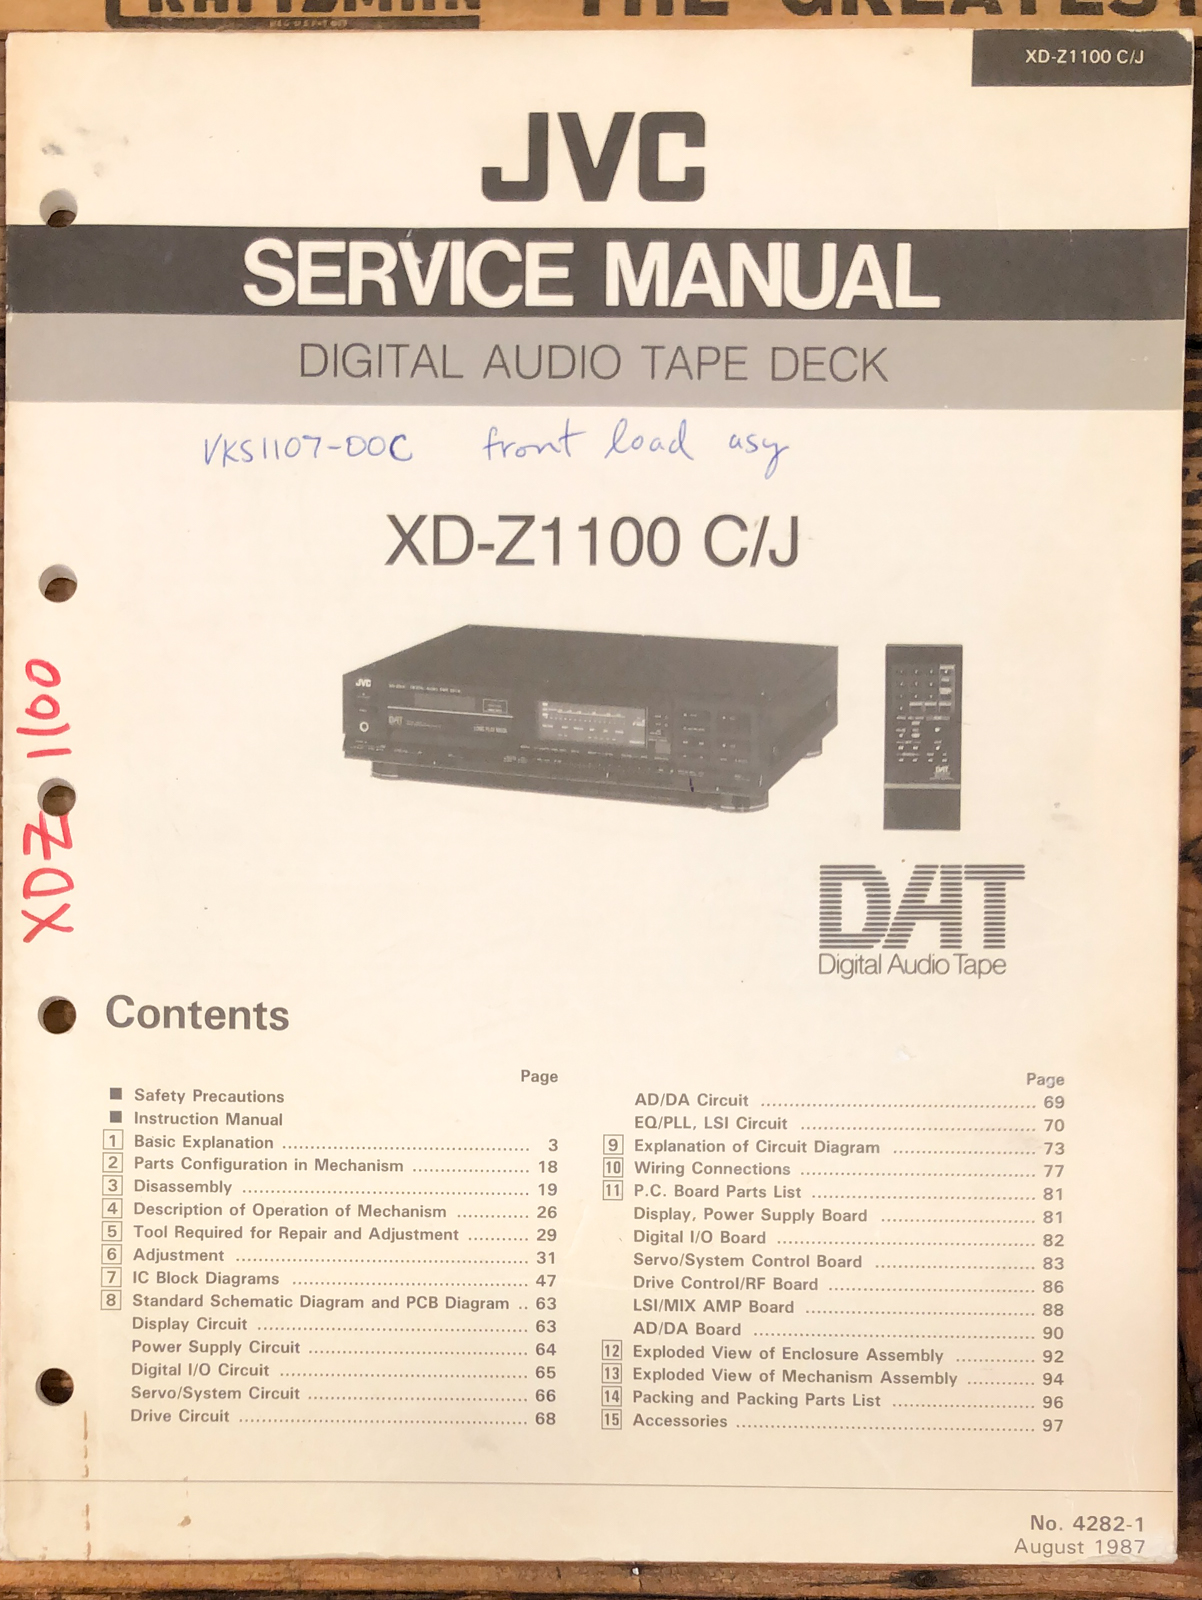 THE GREATEST
XD-Z1100 C/J
JVC
SERVICE MANUAL
DIGITAL AUDIO TAPE DECK
VKS1107-00C front load asy
XD-Z1100 C/J
JVC
DAT
DAT
XDZ 1100
DAT
Digital Audio Tape
Contents
Page
■ Safety Precautions
■ Instruction Manual
1 Basic Explanation 3
2 Parts Configuration in Mechanism 18
3 Disassembly 19
4 Description of Operation of Mechanism 26
5 Tool Required for Repair and Adjustment 29
6 Adjustment 31
7 IC Block Diagrams 47
8 Standard Schematic Diagram and PCB Diagram .. 63
Display Circuit 63
Power Supply Circuit 64
Digital I/O Circuit 65
Servo/System Circuit 66
Drive Circuit 68
Page
AD/DA Circuit 69
EQ/PLL, LSI Circuit 70
9 Explanation of Circuit Diagram 73
10 Wiring Connections 77
11 P.C. Board Parts List 81
Display, Power Supply Board 81
Digital I/O Board 82
Servo/System Control Board 83
Drive Control/RF Board 86
LSI/MIX AMP Board 88
AD/DA Board 90
12 Exploded View of Enclosure Assembly 92
13 Exploded View of Mechanism Assembly 94
14 Packing and Packing Parts List 96
15 Accessories 97
No. 4282-1
August 1987